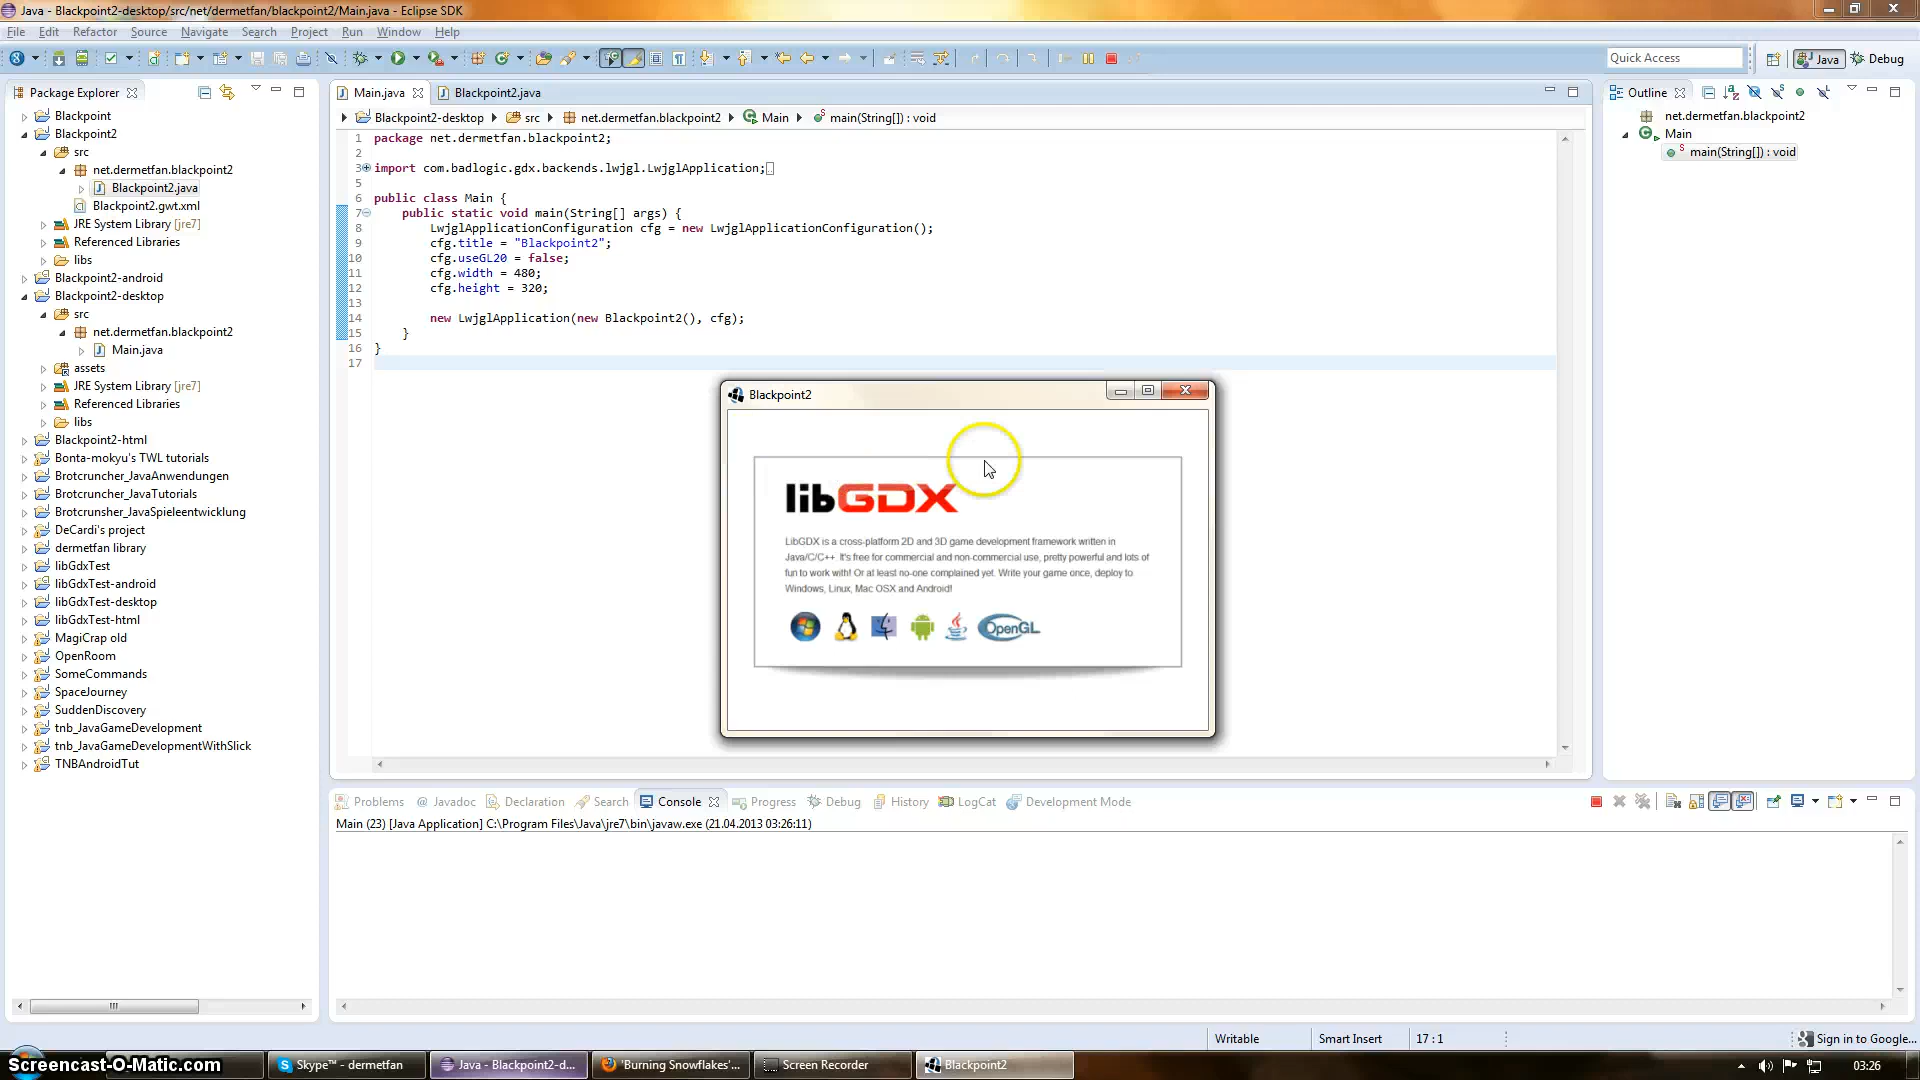 Java - Blackpoint2-desktop/src/net/dermetfan/blackpoint2/Main.java - Eclipse SDK
File Edit Refactor Source Navigate Search Project Run Window Help
Quick Access
Java
Debug
Package Explorer
Blackpoint
Blackpoint2
src
net.dermetfan.blackpoint2
Blackpoint2.java
Blackpoint2.gwt.xml
JRE System Library [jre7]
Referenced Libraries
libs
Blackpoint2-android
Blackpoint2-desktop
src
net.dermetfan.blackpoint2
Main.java
assets
JRE System Library [jre7]
Referenced Libraries
libs
Blackpoint2-html
Bonta-mokyu's TWL tutorials
Brotcruncher_JavaAnwendungen
Brotcruncher_JavaTutorials
Brotcrunsher_JavaSpieleentwicklung
DeCardi's project
dermetfan library
libGdxTest
libGdxTest-android
libGdxTest-desktop
libGdxTest-html
MagiCrap old
OpenRoom
SomeCommands
SpaceJourney
SuddenDiscovery
tnb_JavaGameDevelopment
tnb_JavaGameDevelopmentWithSlick
TNBAndroidTut
Main.java
Blackpoint2.java
Blackpoint2-desktop src net.dermetfan.blackpoint2 Main main(String[]) : void
1 package net.dermetfan.blackpoint2;
2
3 import com.badlogic.gdx.backends.lwjgl.LwjglApplication;
5
6 public class Main {
7 public static void main(String[] args) {
8 LwjglApplicationConfiguration cfg = new LwjglApplicationConfiguration();
9 cfg.title = "Blackpoint2";
10 cfg.useGL20 = false;
11 cfg.width = 480;
12 cfg.height = 320;
13
14 new LwjglApplication(new Blackpoint2(), cfg);
15 }
16 }
17
Blackpoint2
libGDX
LibGDX is a cross-platform 2D and 3D game development framework written in
Java/C/C++. It's free for commercial and non-commercial use, pretty powerful and lots of
fun to work with! Or at least no-one complained yet. Write your game once, deploy to
Windows, Linux, Mac OSX and Android!
OpenGL
Outline
net.dermetfan.blackpoint2
Main
main(String[]) : void
Problems @ Javadoc Declaration Search Console Progress Debug History LogCat Development Mode
Main (23) [Java Application] C:\Program Files\Java\jre7\bin\javaw.exe (21.04.2013 03:26:11)
Writable
Smart Insert
17 : 1
Sign in to Google...
Screencast-O-Matic.com
Skype™ - dermetfan
Java - Blackpoint2-d...
'Burning Snowflakes'...
Screen Recorder
Blackpoint2
03:26